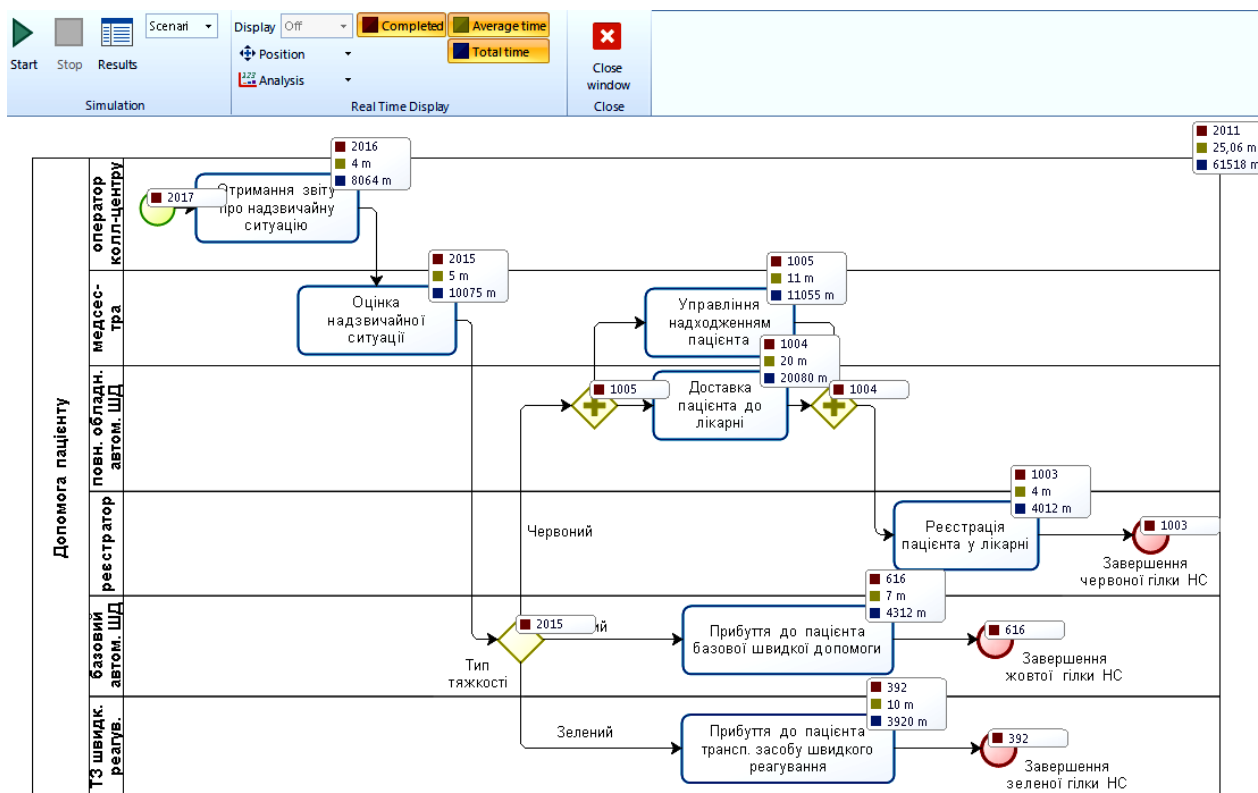 Scenari
Display Off
Completed
Average time
Position
Total time
Start
Stop
Results
Analysis
Close
window
Simulation
Real Time Display
Close
2011
25,06 m
61518 m
2016
4 m
8064 m
2017
Отримання звіту
про надзвичайну
ситуацію
оператор
колл-центру
2015
5 m
10075 m
1005
11 m
11055 m
Оцінка
надзвичайної
ситуації
Управління
надходженням
пацієнта
медсес-
тра
1004
20 m
20080 m
1005
Доставка
пацієнта до
лікарні
1004
повн. обладн.
автом. ШД
Допомога пацієнту
1003
4 m
4012 m
Червоний
Реєстрація
пацієнта у лікарні
1003
Завершення
червоної гілки НС
реєстратор
616
7 m
4312 m
2015
ий
Прибуття до пацієнта
базової швидкої допомоги
616
Тип
тяжкості
Завершення
жовтої гілки НС
базовий
автом. ШД
392
10 m
3920 m
Зелений
Прибуття до пацієнта
трансп. засобу швидкого
реагування
392
Завершення
зеленої гілки НС
ТЗ швидк.
реагув.